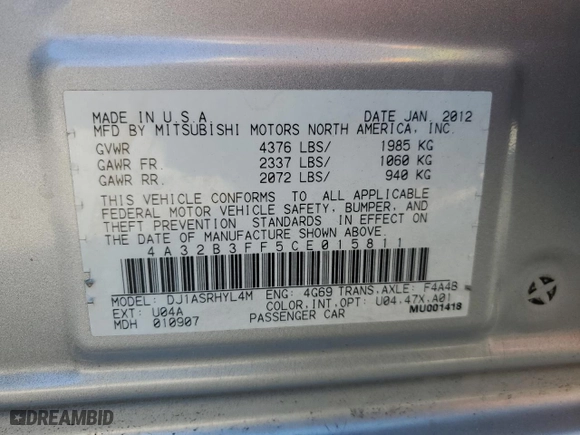 MADE IN U.S.A DATE JAN. 2012
MFD BY MITSUBISHI MOTORS NORTH AMERICA, INC.
GVWR 4376 LBS/ 1985 KG
GAWR FR. 2337 LBS/ 1060 KG
GAWR RR. 2072 LBS/ 940 KG
THIS VEHICLE CONFORMS TO ALL APPLICABLE
FEDERAL MOTOR VEHICLE SAFETY, BUMPER, AND
THEFT PREVENTION STANDARDS IN EFFECT ON
THE DATE OF MANUFACTURE SHOWN ABOVE.
4A32B3FF5CE015811
MODEL: DJ1ASRHYL4M ENG: 4G69 TRANS.AXLE: F4A4B
EXT: U04A COLOR,INT,OPT: U04,47X,A01
MDH 010907 PASSENGER CAR MU001418
DREAMBID